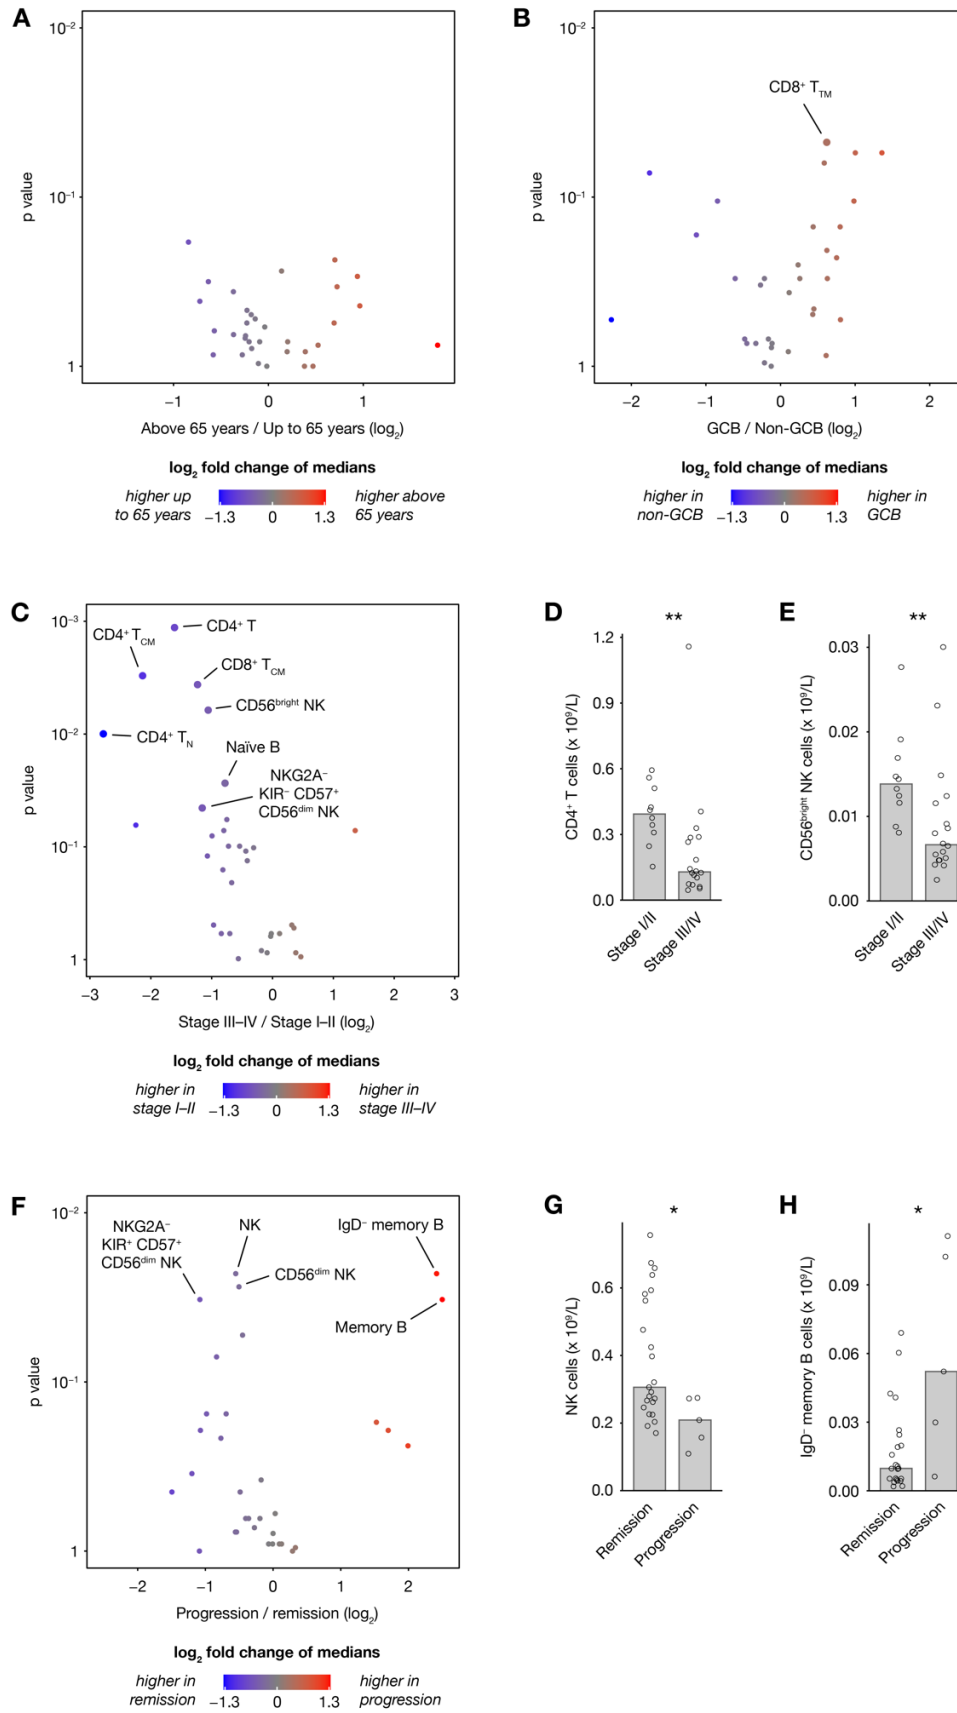 A
10⁻²
10⁻¹
1
p value
−1
0
1
Above 65 years / Up to 65 years (log₂)
log₂ fold change of medians
higher up
to 65 years
−1.3
0
1.3
higher above
65 years
B
10⁻²
10⁻¹
1
p value
CD8⁺ T_TM
−2
−1
0
1
2
GCB / Non-GCB (log₂)
log₂ fold change of medians
higher in
non-GCB
−1.3
0
1.3
higher in
GCB
C
10⁻³
10⁻²
10⁻¹
1
p value
CD4⁺ T_CM
CD4⁺ T
CD8⁺ T_CM
CD56ᵇʳⁱᵍʰᵗ NK
CD4⁺ T_N
Naïve B
NKG2A⁻
KIR⁻ CD57⁺
CD56ᵈⁱᵐ NK
−3
−2
−1
0
1
2
3
Stage III–IV / Stage I–II (log₂)
log₂ fold change of medians
higher in
stage I–II
−1.3
0
1.3
higher in
stage III–IV
D
**
1.2
0.9
0.6
0.3
0.0
CD4⁺ T cells (x 10⁹/L)
Stage I/II
Stage III/IV
E
**
0.03
0.02
0.01
0.00
CD56ᵇʳⁱᵍʰᵗ NK cells (x 10⁹/L)
Stage I/II
Stage III/IV
F
10⁻²
10⁻¹
1
p value
NKG2A⁻
KIR⁺ CD57⁺
CD56ᵈⁱᵐ NK
NK
CD56ᵈⁱᵐ NK
IgD⁻ memory B
Memory B
−2
−1
0
1
2
Progression / remission (log₂)
log₂ fold change of medians
higher in
remission
−1.3
0
1.3
higher in
progression
G
*
0.6
0.4
0.2
0.0
NK cells (x 10⁹/L)
Remission
Progression
H
*
0.09
0.06
0.03
0.00
IgD⁻ memory B cells (x 10⁹/L)
Remission
Progression